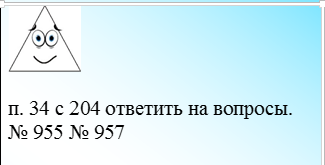 п. 34 с 204 ответить на вопросы.
№ 955 № 957